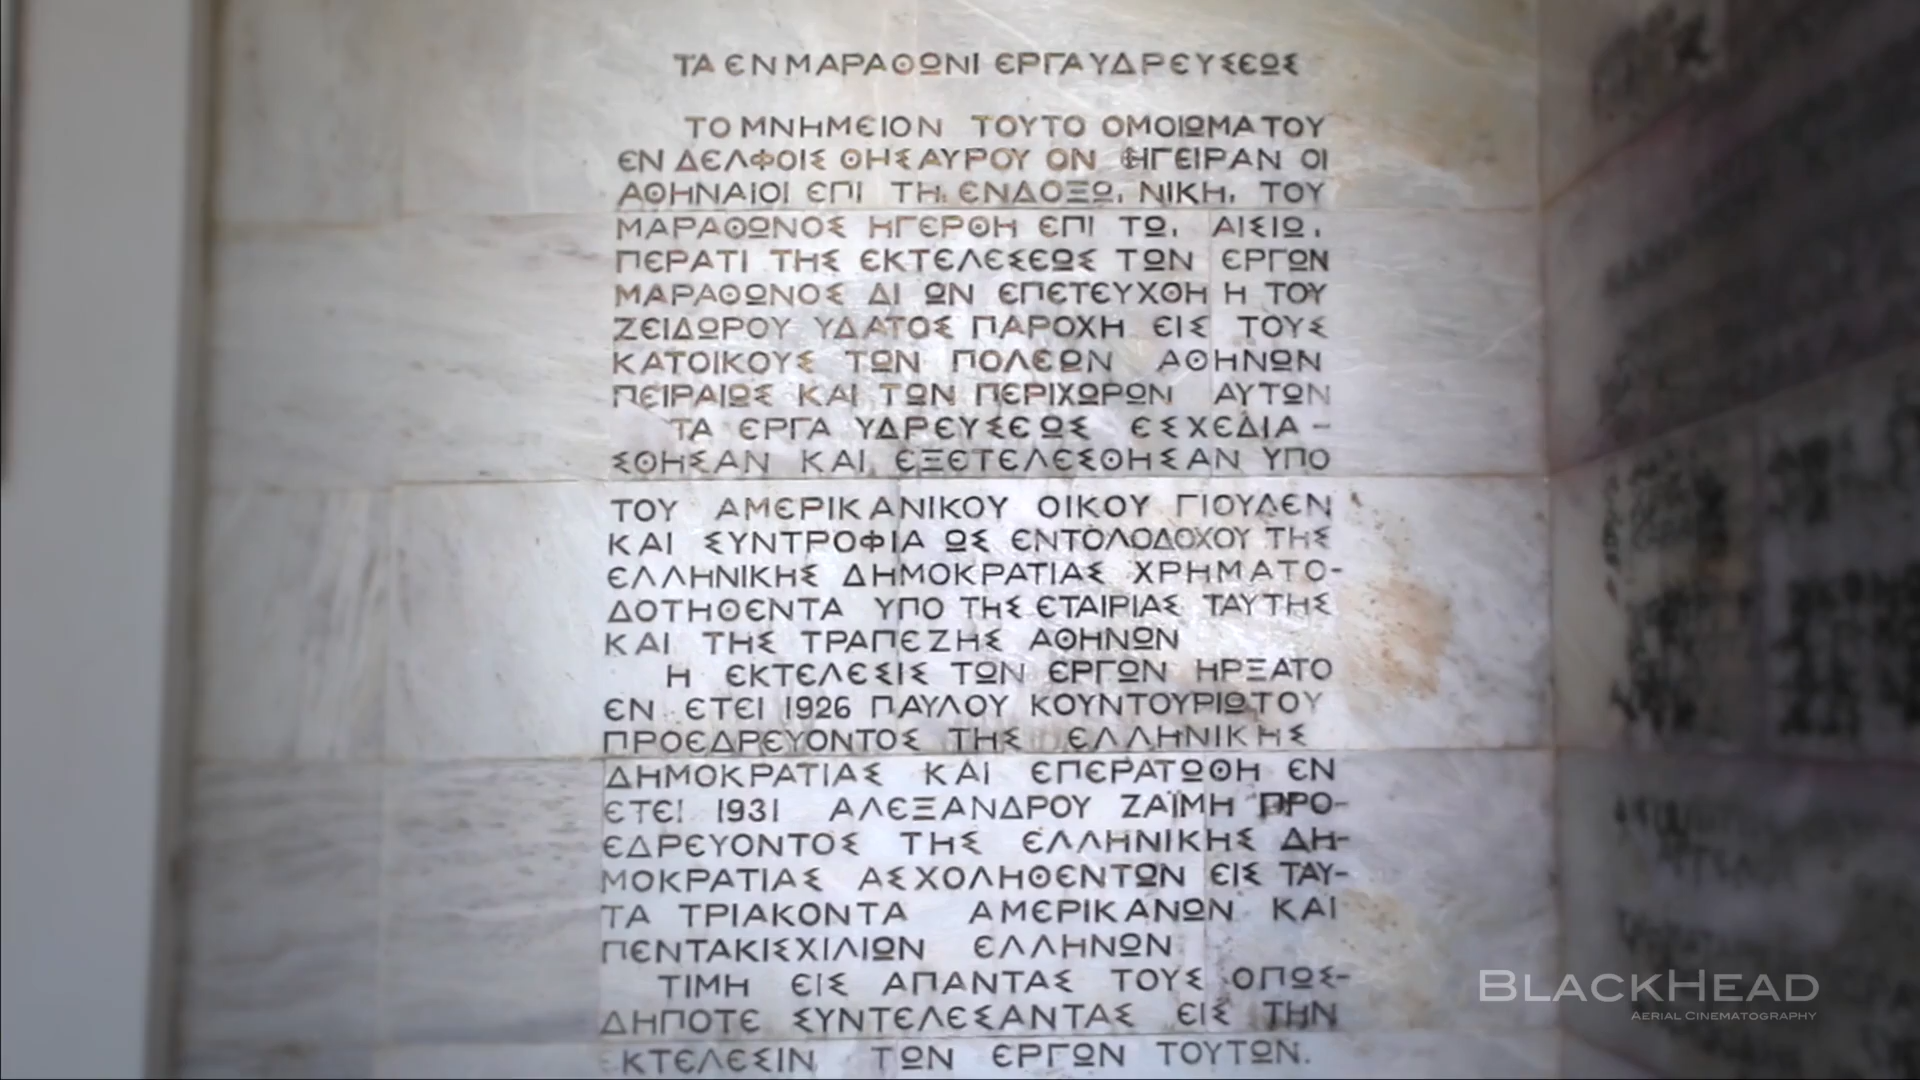 ΤΑ ΕΝ ΜΑΡΑΘΩΝΙ ΕΡΓΑ ΥΔΡΕΥΣΕΩΣ
ΤΟ ΜΝΗΜΕΙΟΝ ΤΟΥΤΟ ΟΜΟΙΩΜΑ ΤΟΥ
ΕΝ ΔΕΛΦΟΙΣ ΘΗΣΑΥΡΟΥ ΟΝ ΗΓΕΙΡΑΝ ΟΙ
ΑΘΗΝΑΙΟΙ ΕΠΙ ΤΗ, ΕΝΔΟΞΩ, ΝΙΚΗ, ΤΟΥ
ΜΑΡΑΘΩΝΟΣ ΗΓΕΡΘΗ ΕΠΙ ΤΩ, ΑΙΣΙΩ,
ΠΕΡΑΤΙ ΤΗΣ ΕΚΤΕΛΕΣΕΩΣ ΤΩΝ ΕΡΓΩΝ
ΜΑΡΑΘΩΝΟΣ ΔΙ ΩΝ ΕΠΕΤΕΥΧΘΗ Η ΤΟΥ
ΖΕΙΔΩΡΟΥ ΥΔΑΤΟΣ ΠΑΡΟΧΗ ΕΙΣ ΤΟΥΣ
ΚΑΤΟΙΚΟΥΣ ΤΩΝ ΠΟΛΕΩΝ ΑΘΗΝΩΝ
ΠΕΙΡΑΙΩΣ ΚΑΙ ΤΩΝ ΠΕΡΙΧΩΡΩΝ ΑΥΤΩΝ
ΤΑ ΕΡΓΑ ΥΔΡΕΥΣΕΩΣ ΕΣΧΕΔΙΑ-
ΣΘΗΣΑΝ ΚΑΙ ΕΞΕΤΕΛΕΣΘΗΣΑΝ ΥΠΟ
ΤΟΥ ΑΜΕΡΙΚΑΝΙΚΟΥ ΟΙΚΟΥ ΓΙΟΥΛΕΝ
ΚΑΙ ΣΥΝΤΡΟΦΙΑ ΩΣ ΕΝΤΟΛΟΔΟΧΟΥ ΤΗΣ
ΕΛΛΗΝΙΚΗΣ ΔΗΜΟΚΡΑΤΙΑΣ ΧΡΗΜΑΤΟ-
ΔΟΤΗΘΕΝΤΑ ΥΠΟ ΤΗΣ ΕΤΑΙΡΙΑΣ ΤΑΥΤΗΣ
ΚΑΙ ΤΗΣ ΤΡΑΠΕΖΗΣ ΑΘΗΝΩΝ
Η ΕΚΤΕΛΕΣΙΣ ΤΩΝ ΕΡΓΩΝ ΗΡΞΑΤΟ
ΕΝ ΕΤΕΙ 1926 ΠΑΥΛΟΥ ΚΟΥΝΤΟΥΡΙΩΤΟΥ
ΠΡΟΕΔΡΕΥΟΝΤΟΣ ΤΗΣ ΕΛΛΗΝΙΚΗΣ
ΔΗΜΟΚΡΑΤΙΑΣ ΚΑΙ ΕΠΕΡΑΤΩΘΗ ΕΝ
ΕΤΕΙ 1931 ΑΛΕΞΑΝΔΡΟΥ ΖΑΪΜΗ ΠΡΟ-
ΕΔΡΕΥΟΝΤΟΣ ΤΗΣ ΕΛΛΗΝΙΚΗΣ ΔΗ-
ΜΟΚΡΑΤΙΑΣ ΑΣΧΟΛΗΘΕΝΤΩΝ ΕΙΣ ΤΑΥ-
ΤΑ ΤΡΙΑΚΟΝΤΑ ΑΜΕΡΙΚΑΝΩΝ ΚΑΙ
ΠΕΝΤΑΚΙΣΧΙΛΙΩΝ ΕΛΛΗΝΩΝ
ΤΙΜΗ ΕΙΣ ΑΠΑΝΤΑΣ ΤΟΥΣ ΟΠΩΣ-
ΔΗΠΟΤΕ ΣΥΝΤΕΛΕΣΑΝΤΑΣ ΕΙΣ ΤΗΝ
ΕΚΤΕΛΕΣΙΝ ΤΩΝ ΕΡΓΩΝ ΤΟΥΤΩΝ.
BLACKHEAD
AERIAL CINEMATOGRAPHY